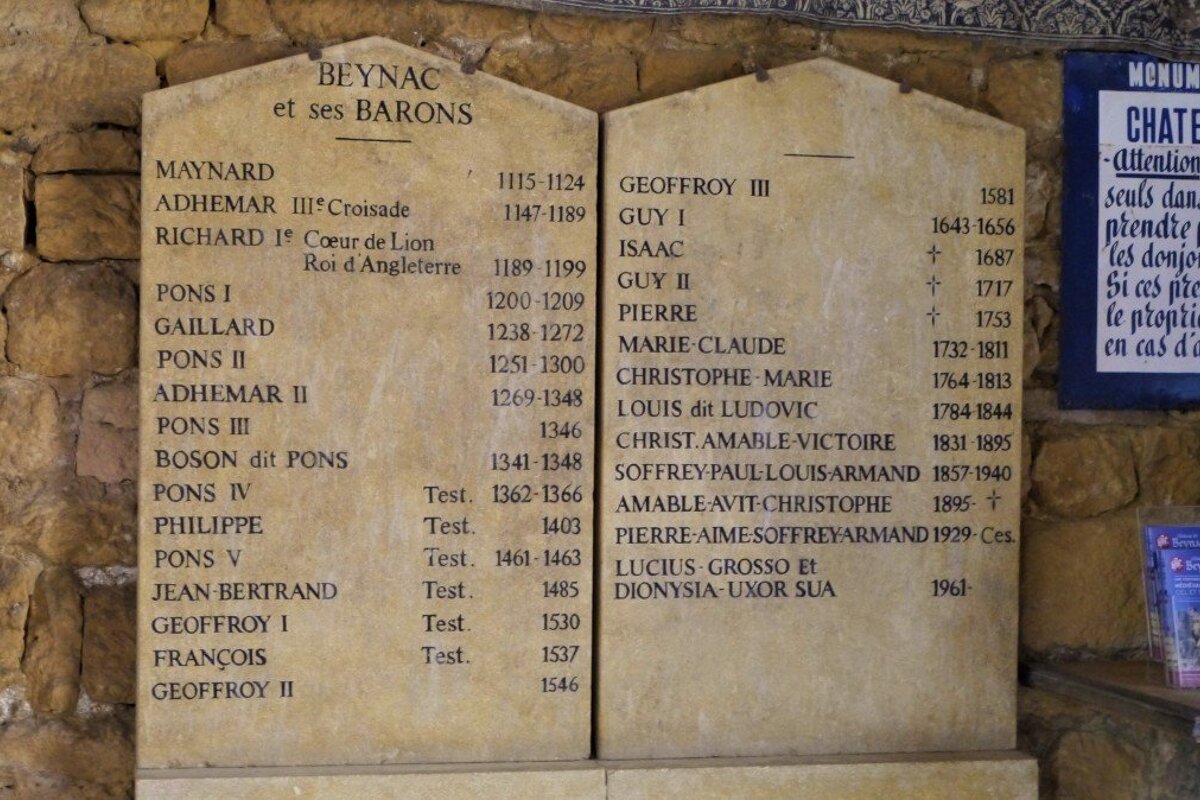 BEYNAC
et ses BARONS
MAYNARD 1115-1124
ADHEMAR IIIᵉ Croisade 1147-1189
RICHARD Iᵉ Cœur de Lion
Roi d'Angleterre 1189-1199
PONS I 1200-1209
GAILLARD 1238-1272
PONS II 1251-1300
ADHEMAR II 1269-1348
PONS III 1346
BOSON dit PONS 1341-1348
PONS IV Test. 1362-1366
PHILIPPE Test. 1403
PONS V Test. 1461-1463
JEAN-BERTRAND Test. 1485
GEOFFROY I Test. 1530
FRANÇOIS Test. 1537
GEOFFROY II 1546
GEOFFROY III 1581
GUY I 1643-1656
ISAAC † 1687
GUY II † 1717
PIERRE † 1753
MARIE-CLAUDE 1732-1811
CHRISTOPHE-MARIE 1764-1813
LOUIS dit LUDOVIC 1784-1844
CHRIST. AMABLE-VICTOIRE 1831-1895
SOFFREY-PAUL-LOUIS-ARMAND 1857-1940
AMABLE-AVIT-CHRISTOPHE 1895- †
PIERRE-AIME-SOFFREY-ARMAND 1929-Ces.
LUCIUS-GROSSO Et
DIONYSIA-UXOR SUA 1961-
MONUM
CHATE
Attention
seuls dans
prendre
les donjo
Si ces pre
le proprié
en cas d'a